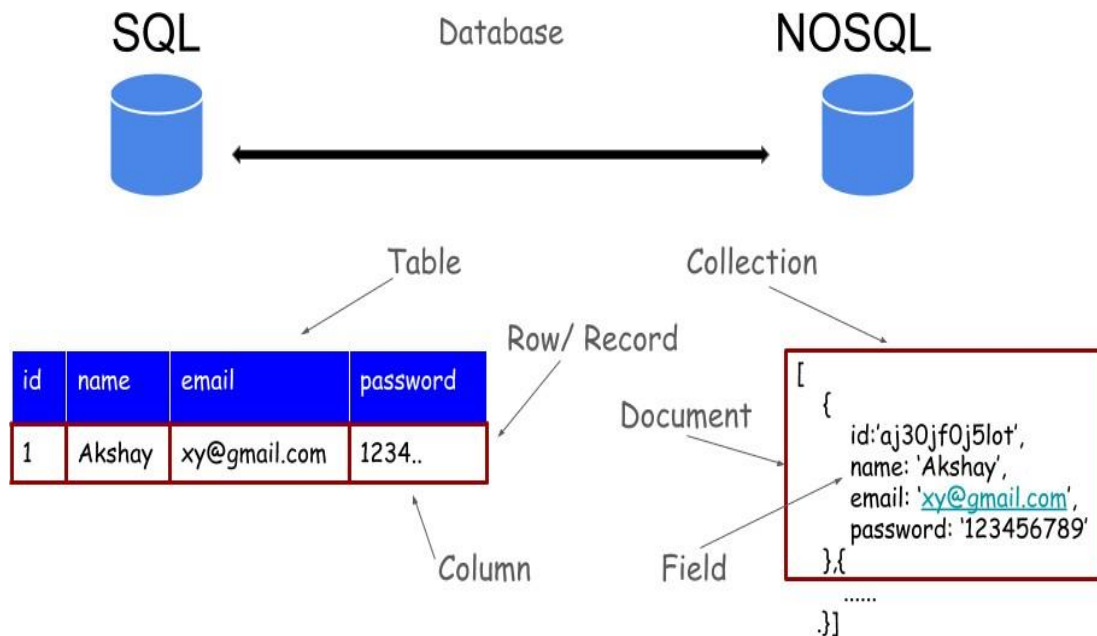 SQL
Database
NOSQL
Table
Collection
Row/ Record
id name email password
1 Akshay xy@gmail.com 1234..
Column
Document
Field
[
{
id:'aj30jf0j5lot',
name: 'Akshay',
email: 'xy@gmail.com',
password: '123456789'
},{
......
.}]